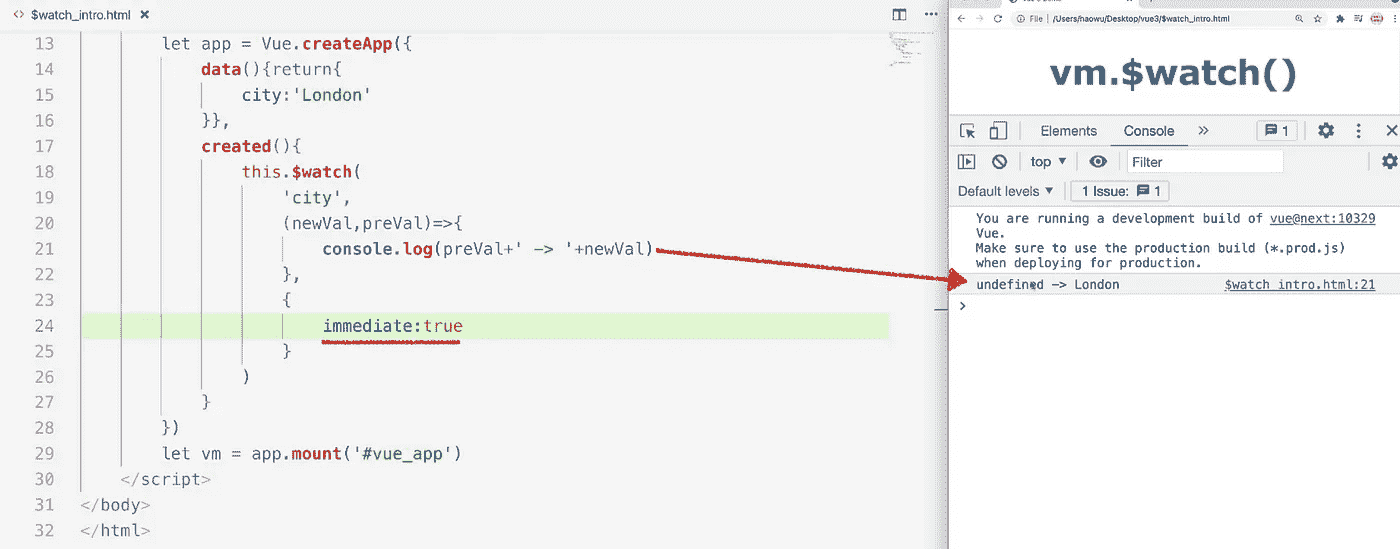 <> $watch_intro.html ×
13 let app = Vue.createApp({
14 data(){return{
15 city:'London'
16 }},
17 created(){
18 this.$watch(
19 'city',
20 (newVal,preVal)=>{
21 console.log(preVal+' -> '+newVal)
22 },
23 {
24 immediate:true
25 }
26 )
27 }
28 })
29 let vm = app.mount('#vue_app')
30 </script>
31 </body>
32 </html>
File | /Users/haowu/Desktop/vue3/$watch_intro.html
vm.$watch()
Elements Console » 1
top ▼ Filter
Default levels ▼ 1 Issue: 1
You are running a development build of vue@next:10329
Vue.
Make sure to use the production build (*.prod.js)
when deploying for production.
undefined -> London $watch_intro.html:21
>